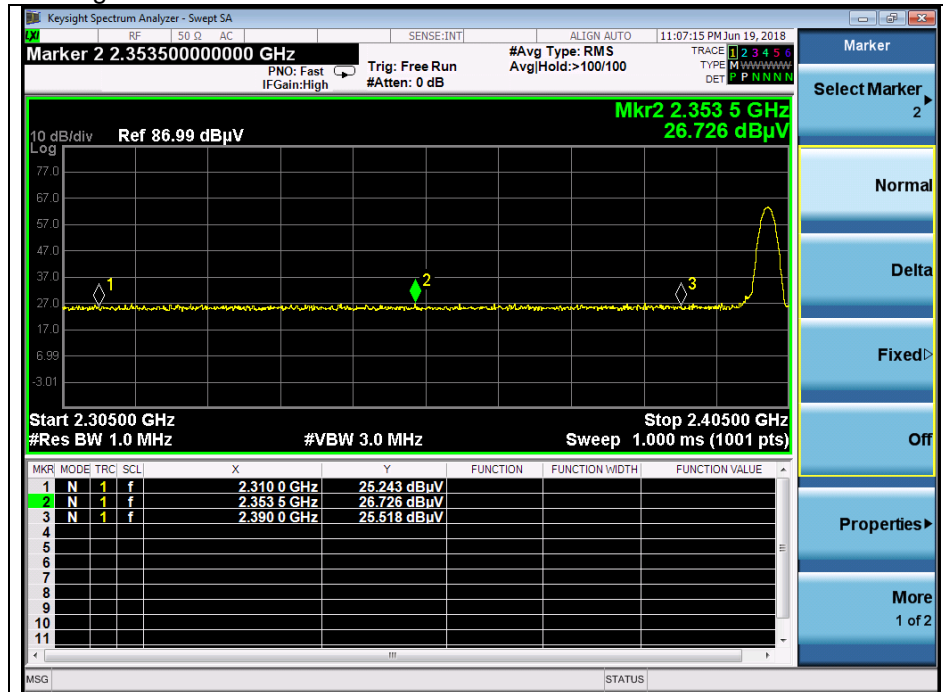 Keysight Spectrum Analyzer - Swept SA
LXI RF 50 Ω AC SENSE:INT ALIGN AUTO 11:07:15 PM Jun 19, 2018
Marker 2 2.353500000000 GHz
PNO: Fast
IFGain:High
Trig: Free Run
#Atten: 0 dB
#Avg Type: RMS
Avg|Hold:>100/100
TRACE 1 2 3 4 5 6
TYPE M W W W W W
DET P P N N N N
Mkr2 2.353 5 GHz
26.726 dBµV
10 dB/div Ref 86.99 dBµV
Log
77.0
67.0
57.0
47.0
37.0
27.0
17.0
6.99
-3.01
1
2
3
Start 2.30500 GHz Stop 2.40500 GHz
#Res BW 1.0 MHz #VBW 3.0 MHz Sweep 1.000 ms (1001 pts)
MKR MODE TRC SCL X Y FUNCTION FUNCTION WIDTH FUNCTION VALUE
1 N 1 f 2.310 0 GHz 25.243 dBµV
2 N 1 f 2.353 5 GHz 26.726 dBµV
3 N 1 f 2.390 0 GHz 25.518 dBµV
4
5
6
7
8
9
10
11
MSG STATUS
Marker
Select Marker
2
Normal
Delta
Fixed
Off
Properties
More
1 of 2